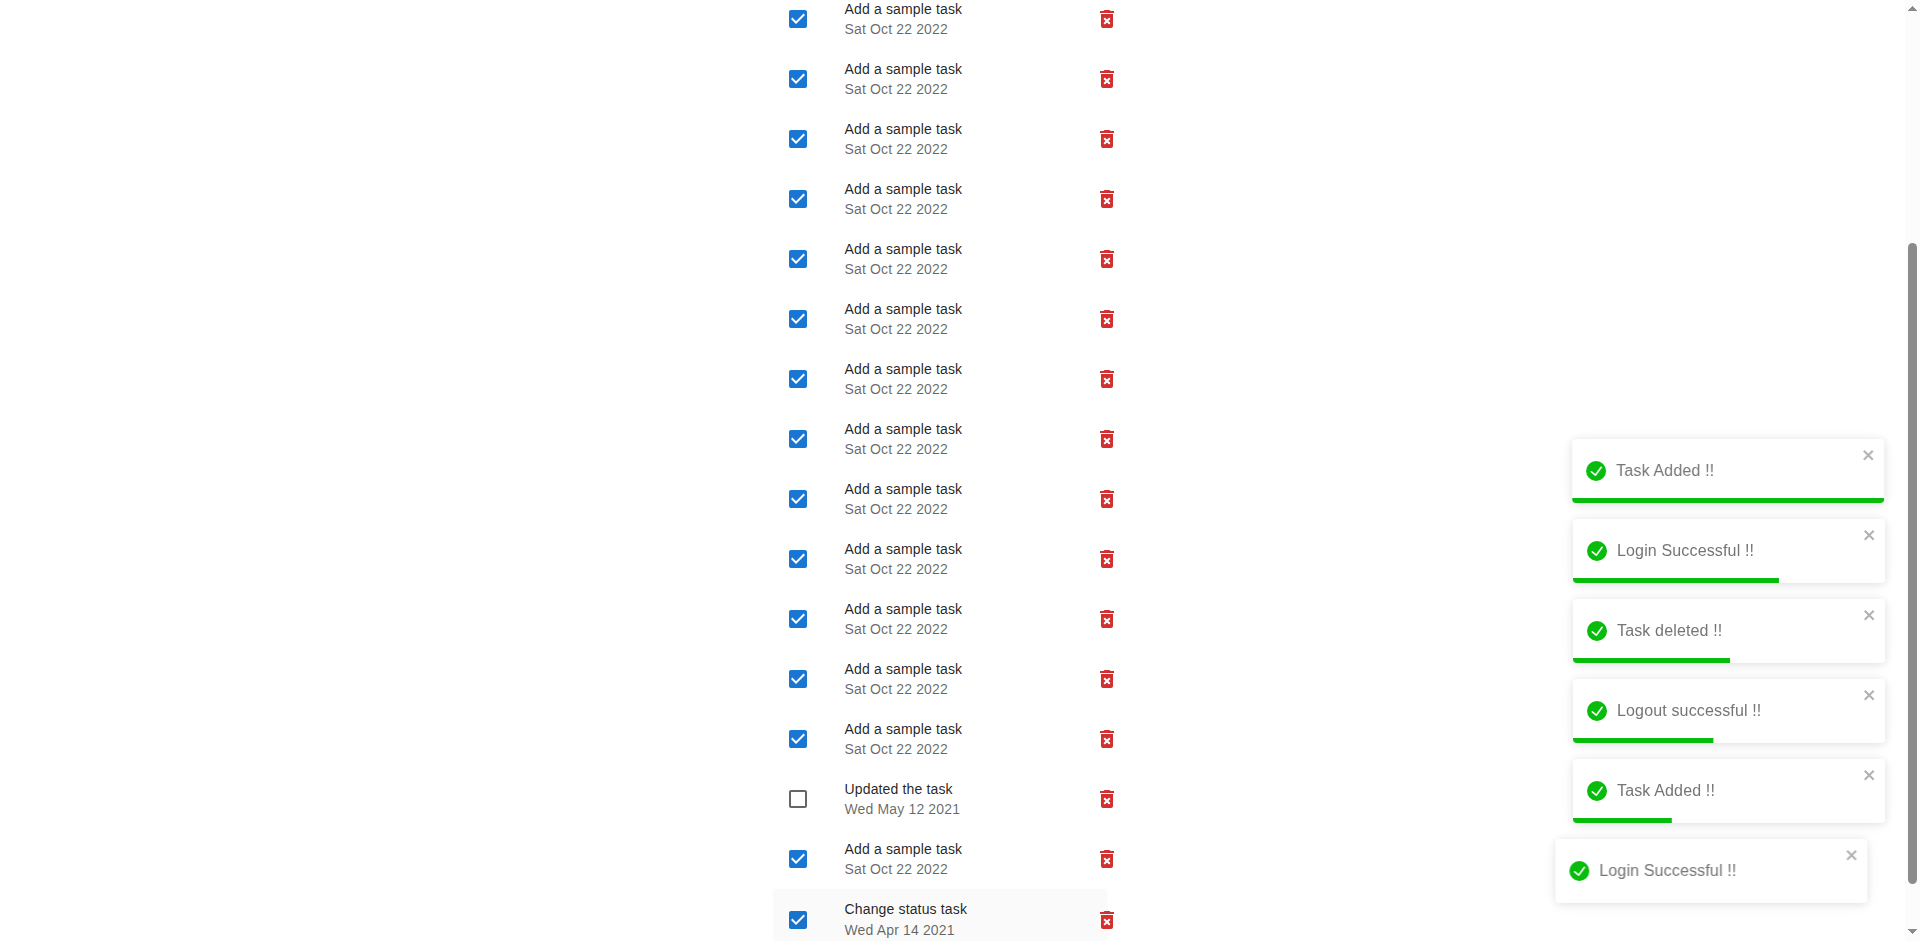 Add a sample task
Sat Oct 22 2022
Add a sample task
Sat Oct 22 2022
Add a sample task
Sat Oct 22 2022
Add a sample task
Sat Oct 22 2022
Add a sample task
Sat Oct 22 2022
Add a sample task
Sat Oct 22 2022
Add a sample task
Sat Oct 22 2022
Add a sample task
Sat Oct 22 2022
Add a sample task
Sat Oct 22 2022
Add a sample task
Sat Oct 22 2022
Add a sample task
Sat Oct 22 2022
Add a sample task
Sat Oct 22 2022
Add a sample task
Sat Oct 22 2022
Updated the task
Wed May 12 2021
Add a sample task
Sat Oct 22 2022
Change status task
Wed Apr 14 2021
Task Added !!
Login Successful !!
Task deleted !!
Logout successful !!
Task Added !!
Login Successful !!